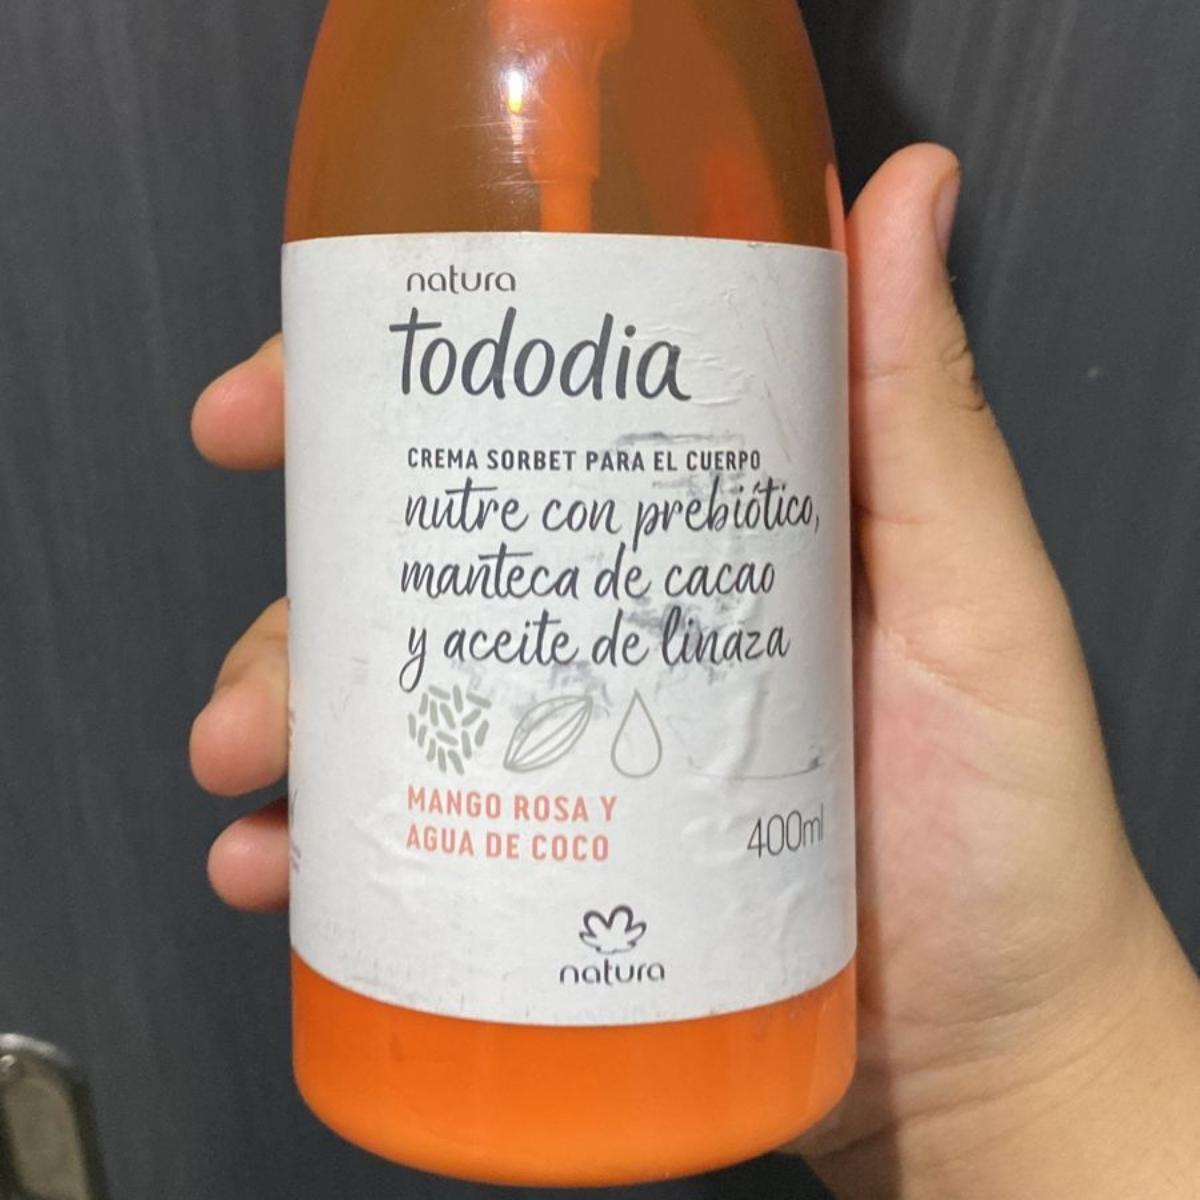 natura
tododia
CREMA SORBET PARA EL CUERPO
nutre con prebiótico,
manteca de cacao
y aceite de linaza
MANGO ROSA Y
AGUA DE COCO
400ml
natura